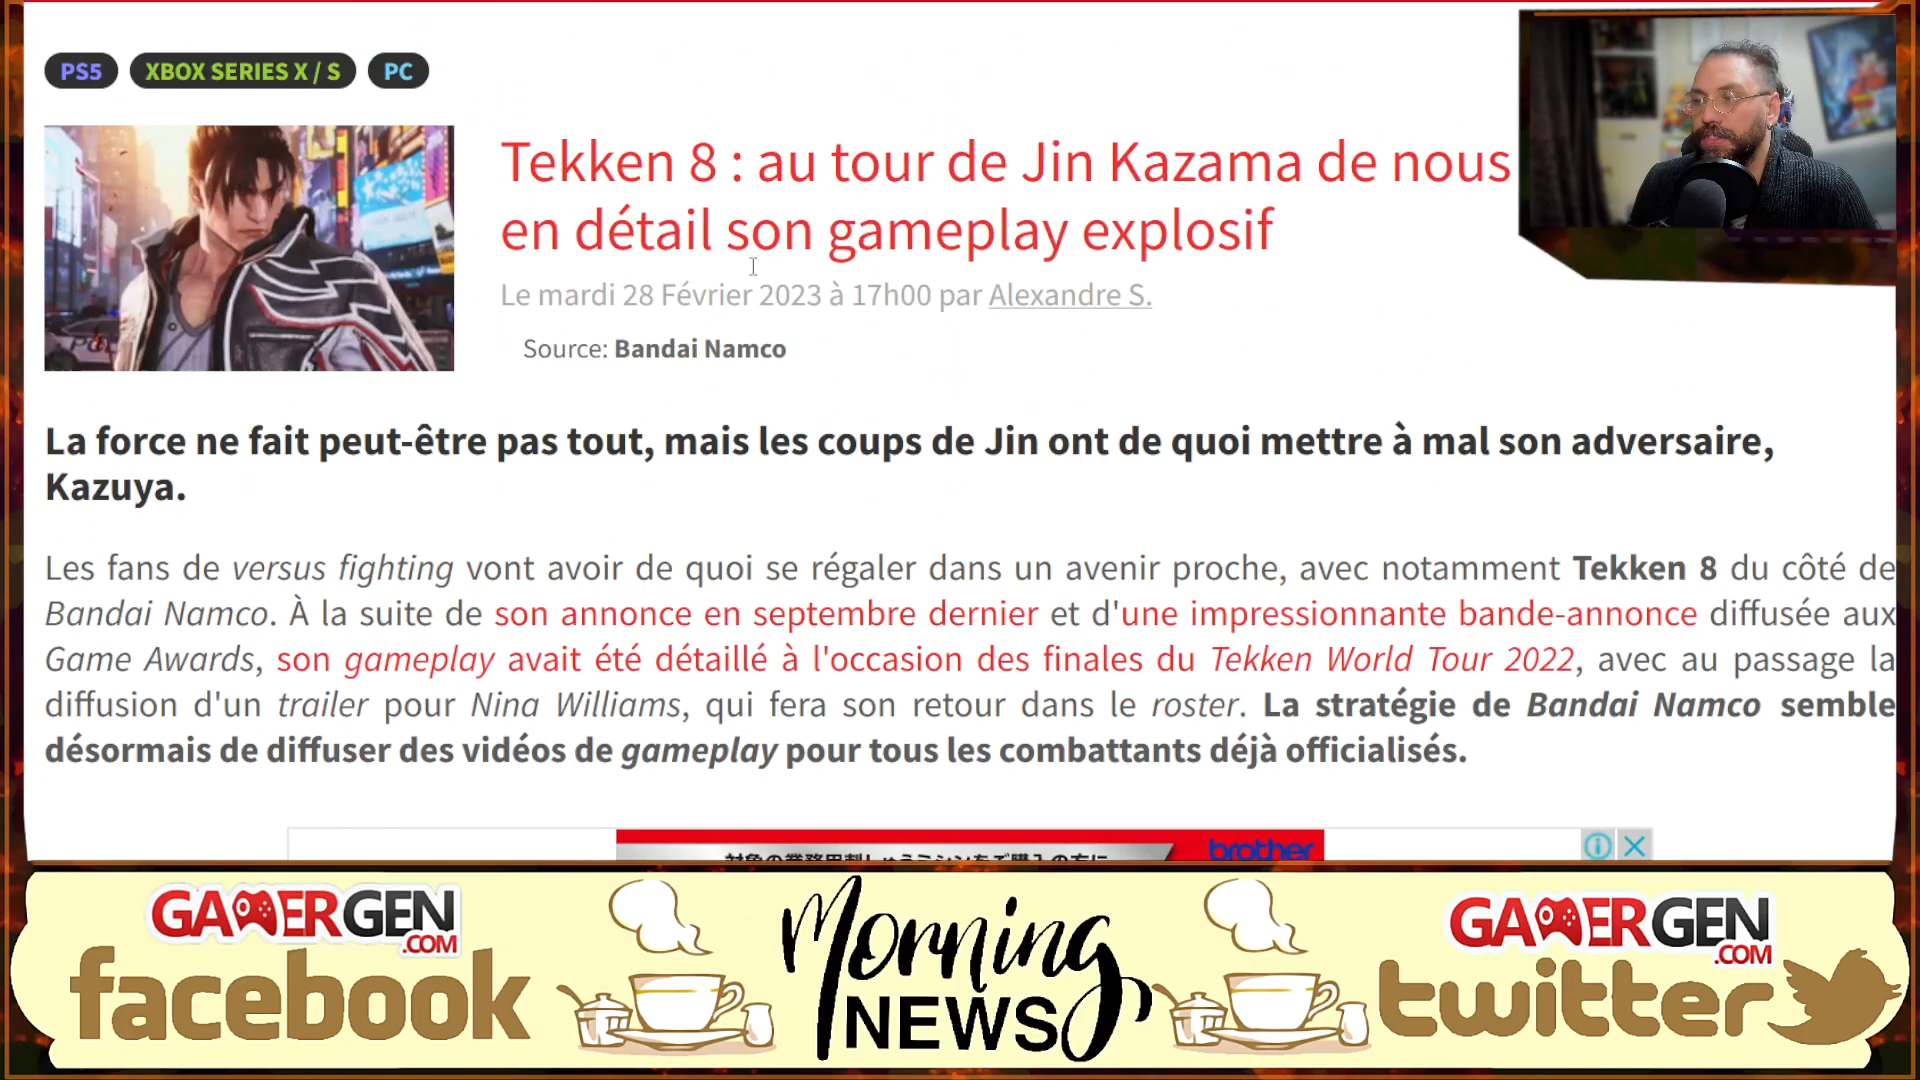 PS5 XBOX SERIES X / S PC
Tekken 8 : au tour de Jin Kazama de nous
en détail son gameplay explosif
Le mardi 28 Février 2023 à 17h00 par Alexandre S.
Source: Bandai Namco
La force ne fait peut-être pas tout, mais les coups de Jin ont de quoi mettre à mal son adversaire,
Kazuya.
Les fans de versus fighting vont avoir de quoi se régaler dans un avenir proche, avec notamment Tekken 8 du côté de
Bandai Namco. À la suite de son annonce en septembre dernier et d'une impressionnante bande-annonce diffusée aux
Game Awards, son gameplay avait été détaillé à l'occasion des finales du Tekken World Tour 2022, avec au passage la
diffusion d'un trailer pour Nina Williams, qui fera son retour dans le roster. La stratégie de Bandai Namco semble
désormais de diffuser des vidéos de gameplay pour tous les combattants déjà officialisés.
brother
GAMERGEN
.COM
facebook
Morning
NEWS
GAMERGEN
.COM
twitter